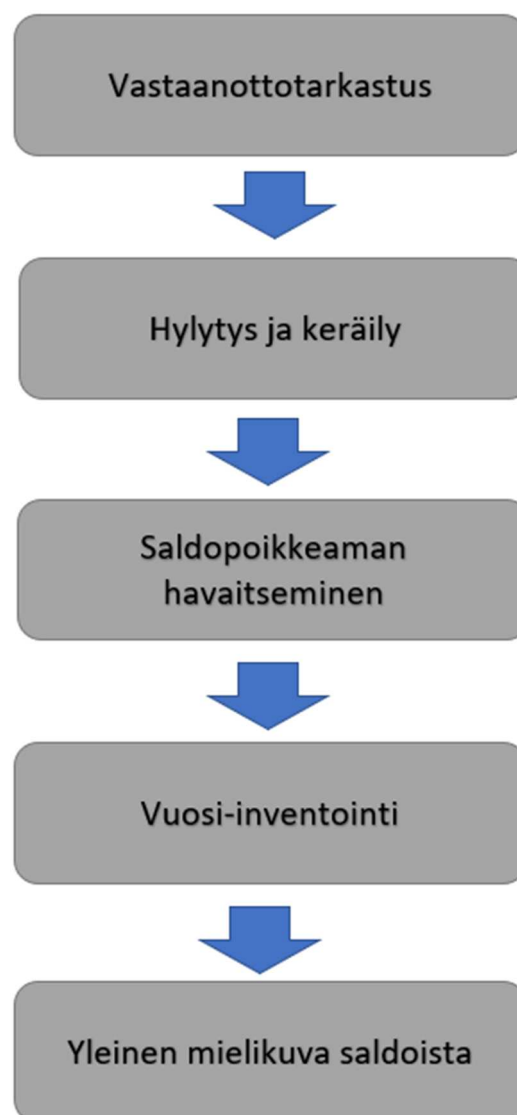 Vastaanottotarkastus
Hylytys ja keräily
Saldopoikkeaman
havaitseminen
Vuosi-inventointi
Yleinen mielikuva saldoista